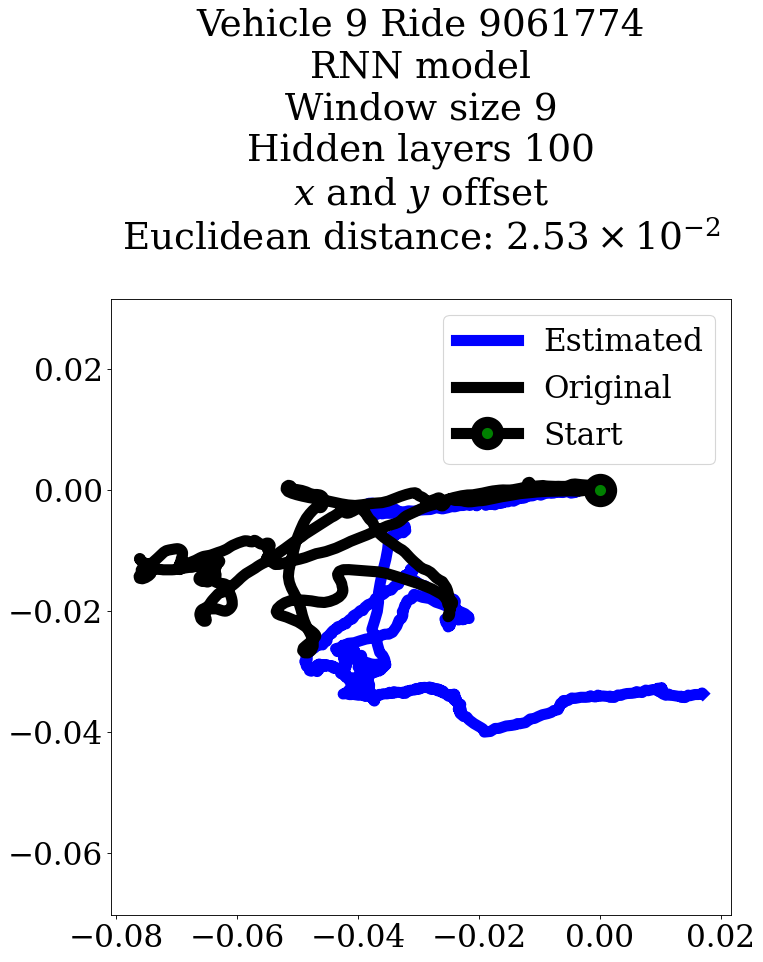 Vehicle 9 Ride 9061774
RNN model
Window size 9
Hidden layers 100
x and y offset
Euclidean distance: 2.53 × 10⁻²
Estimated
Original
Start
0.02
0.00
−0.02
−0.04
−0.06
−0.08 −0.06 −0.04 −0.02 0.00 0.02